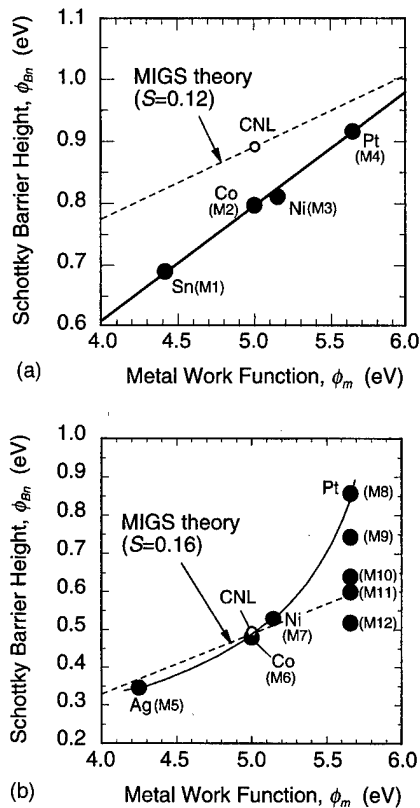 Schottky Barrier Height, ϕBn (eV)
1.1
1.0
0.9
0.8
0.7
0.6
MIGS theory
(S=0.12)
CNL
Pt
(M4)
Co
(M2)
Ni(M3)
Sn(M1)
4.0 4.5 5.0 5.5 6.0
(a)
Metal Work Function, ϕm (eV)
Schottky Barrier Height, ϕBn (eV)
1.0
0.9
0.8
0.7
0.6
0.5
0.4
0.3
0.2
Pt (M8)
MIGS theory
(S=0.16)
(M9)
(M10)
(M11)
(M12)
CNL
Ni
(M7)
Co
(M6)
Ag(M5)
4.0 4.5 5.0 5.5 6.0
(b)
Metal Work Function, ϕm (eV)